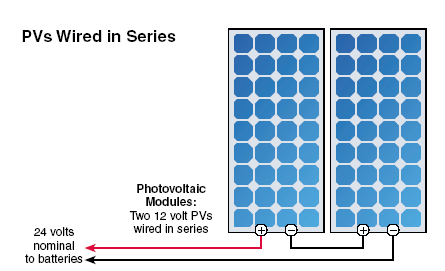 PVs Wired in Series
Photovoltaic
Modules:
Two 12 volt PVs
wired in series
24 volts
nominal
to batteries
+
−
+
−